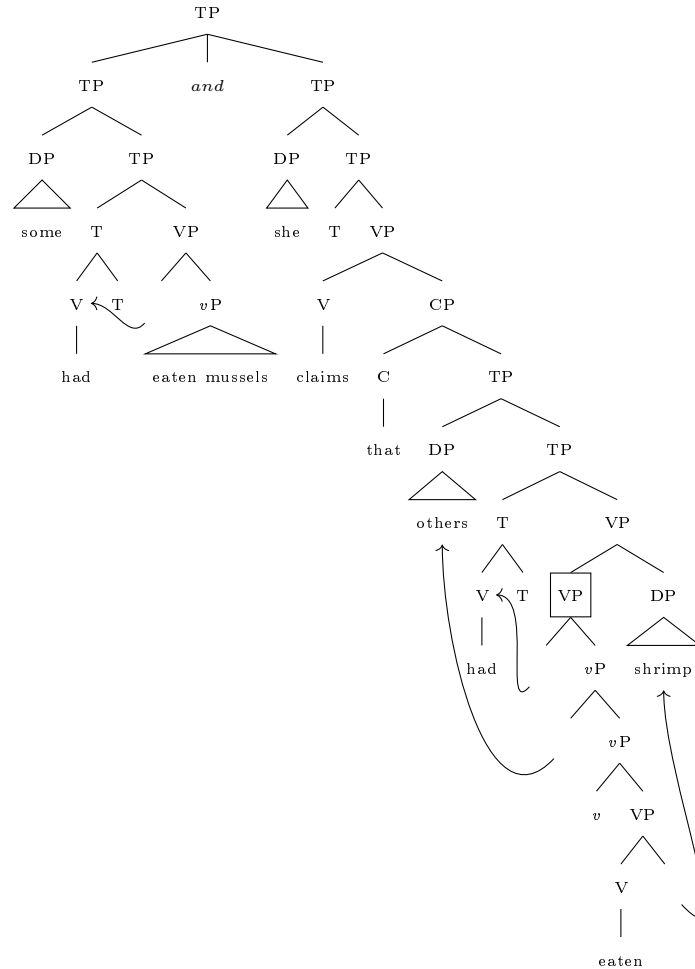 TP
TP and TP
DP TP DP TP
some T VP she T VP
V T vP V CP
had eaten mussels claims C TP
that DP TP
others T VP
V T VP DP
had vP shrimp
vP
v VP
V
eaten